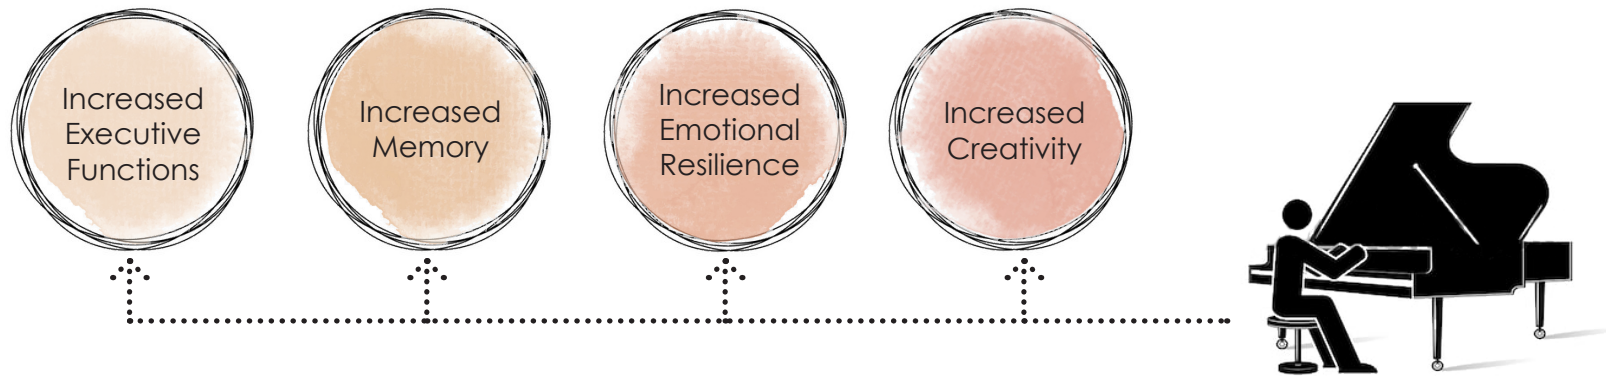 Increased
Executive
Functions
Increased
Memory
Increased
Emotional
Resilience
Increased
Creativity